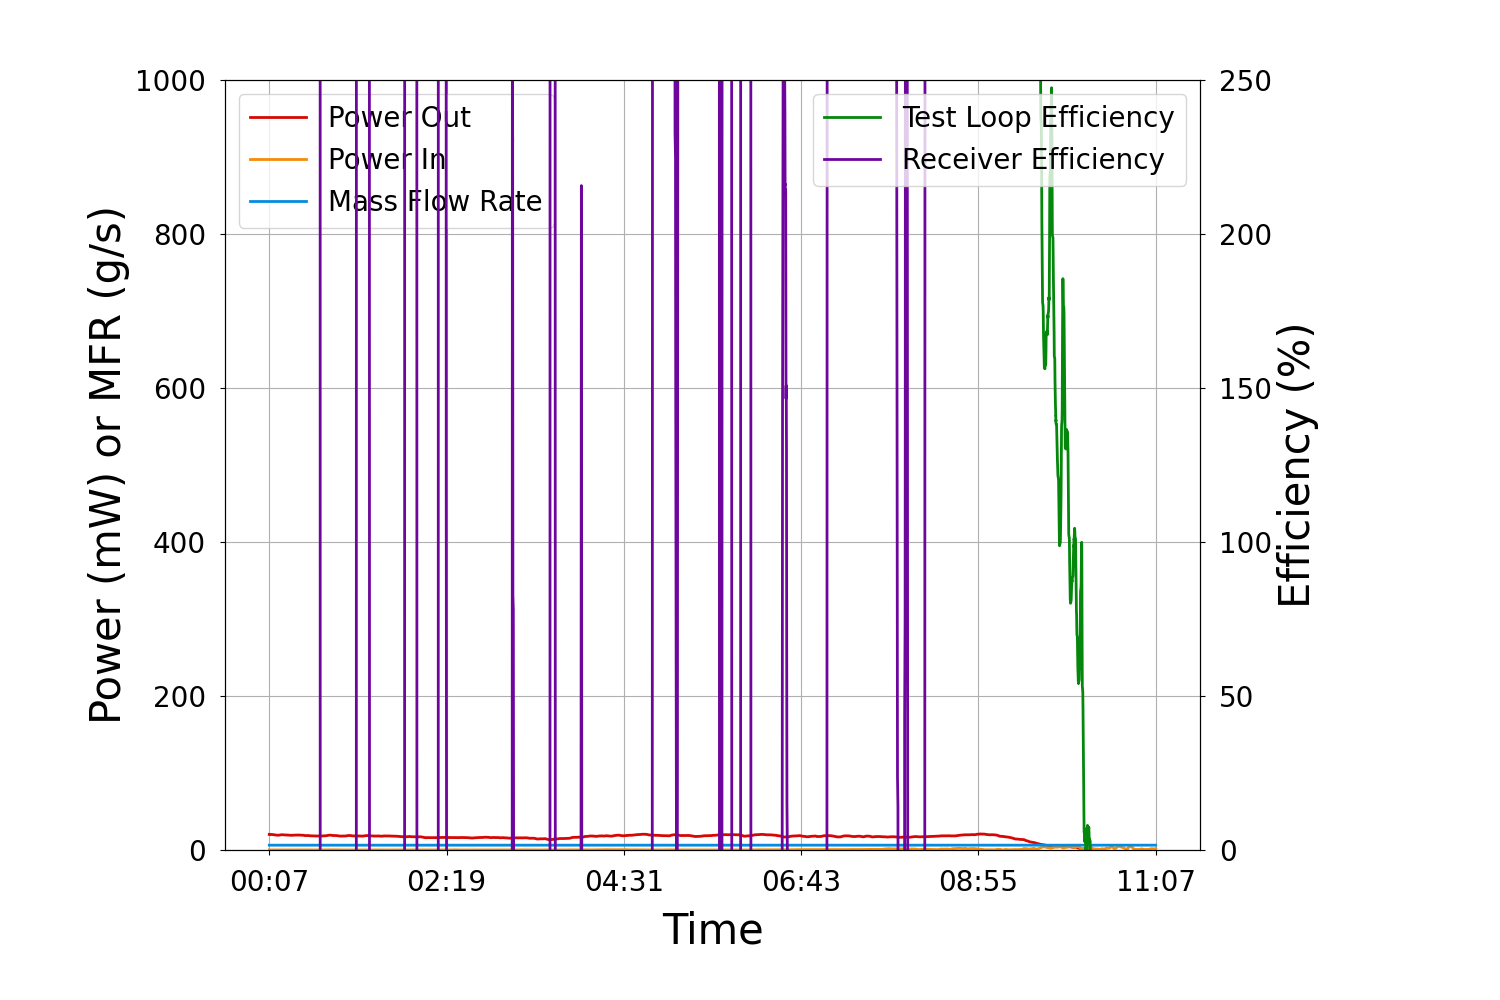 1000
800
600
400
200
0
Power (mW) or MFR (g/s)
Power Out
Power In
Mass Flow Rate
Test Loop Efficiency
Receiver Efficiency
250
200
150
100
50
0
Efficiency (%)
00:07 02:19 04:31 06:43 08:55 11:07
Time